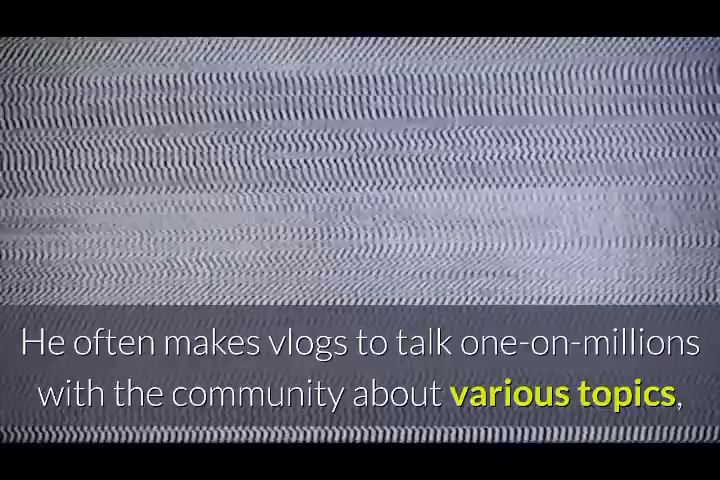 He often makes vlogs to talk one-on-millions
with the community about various topics,